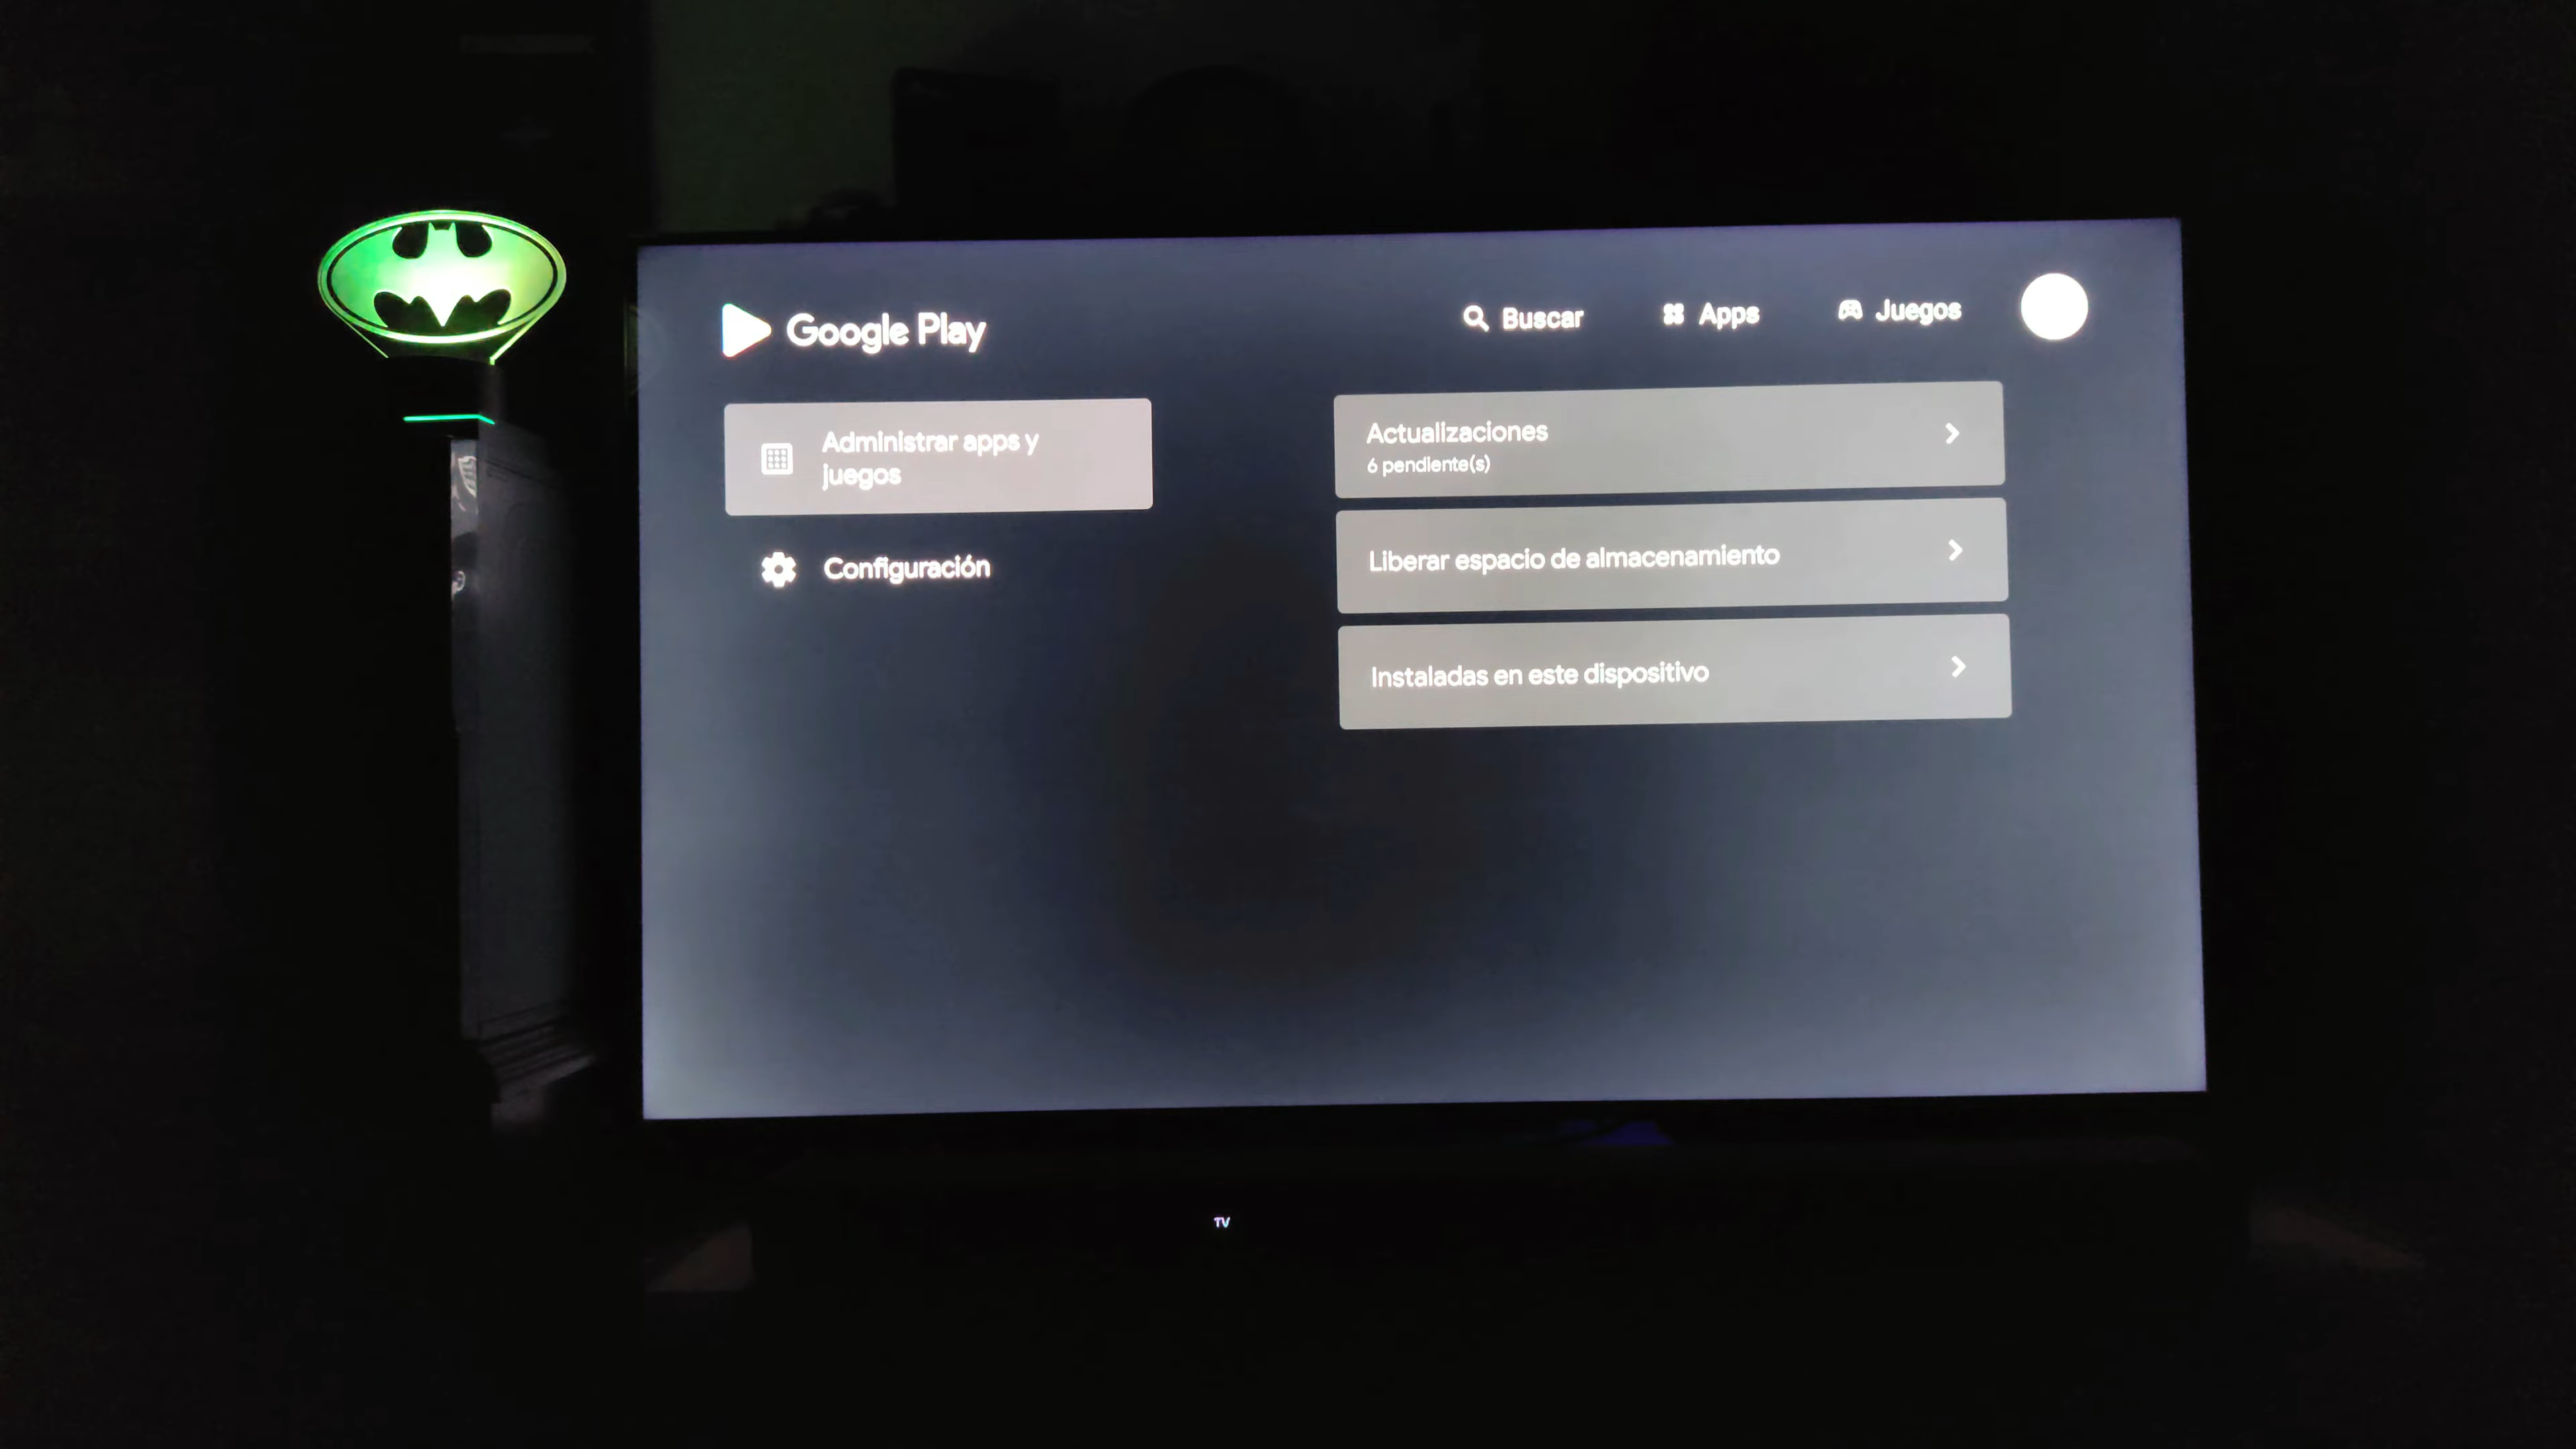 Google Play
Buscar
Apps
Juegos
Administrar apps y
juegos
Configuración
Actualizaciones
6 pendiente(s)
Liberar espacio de almacenamiento
Instaladas en este dispositivo
TV